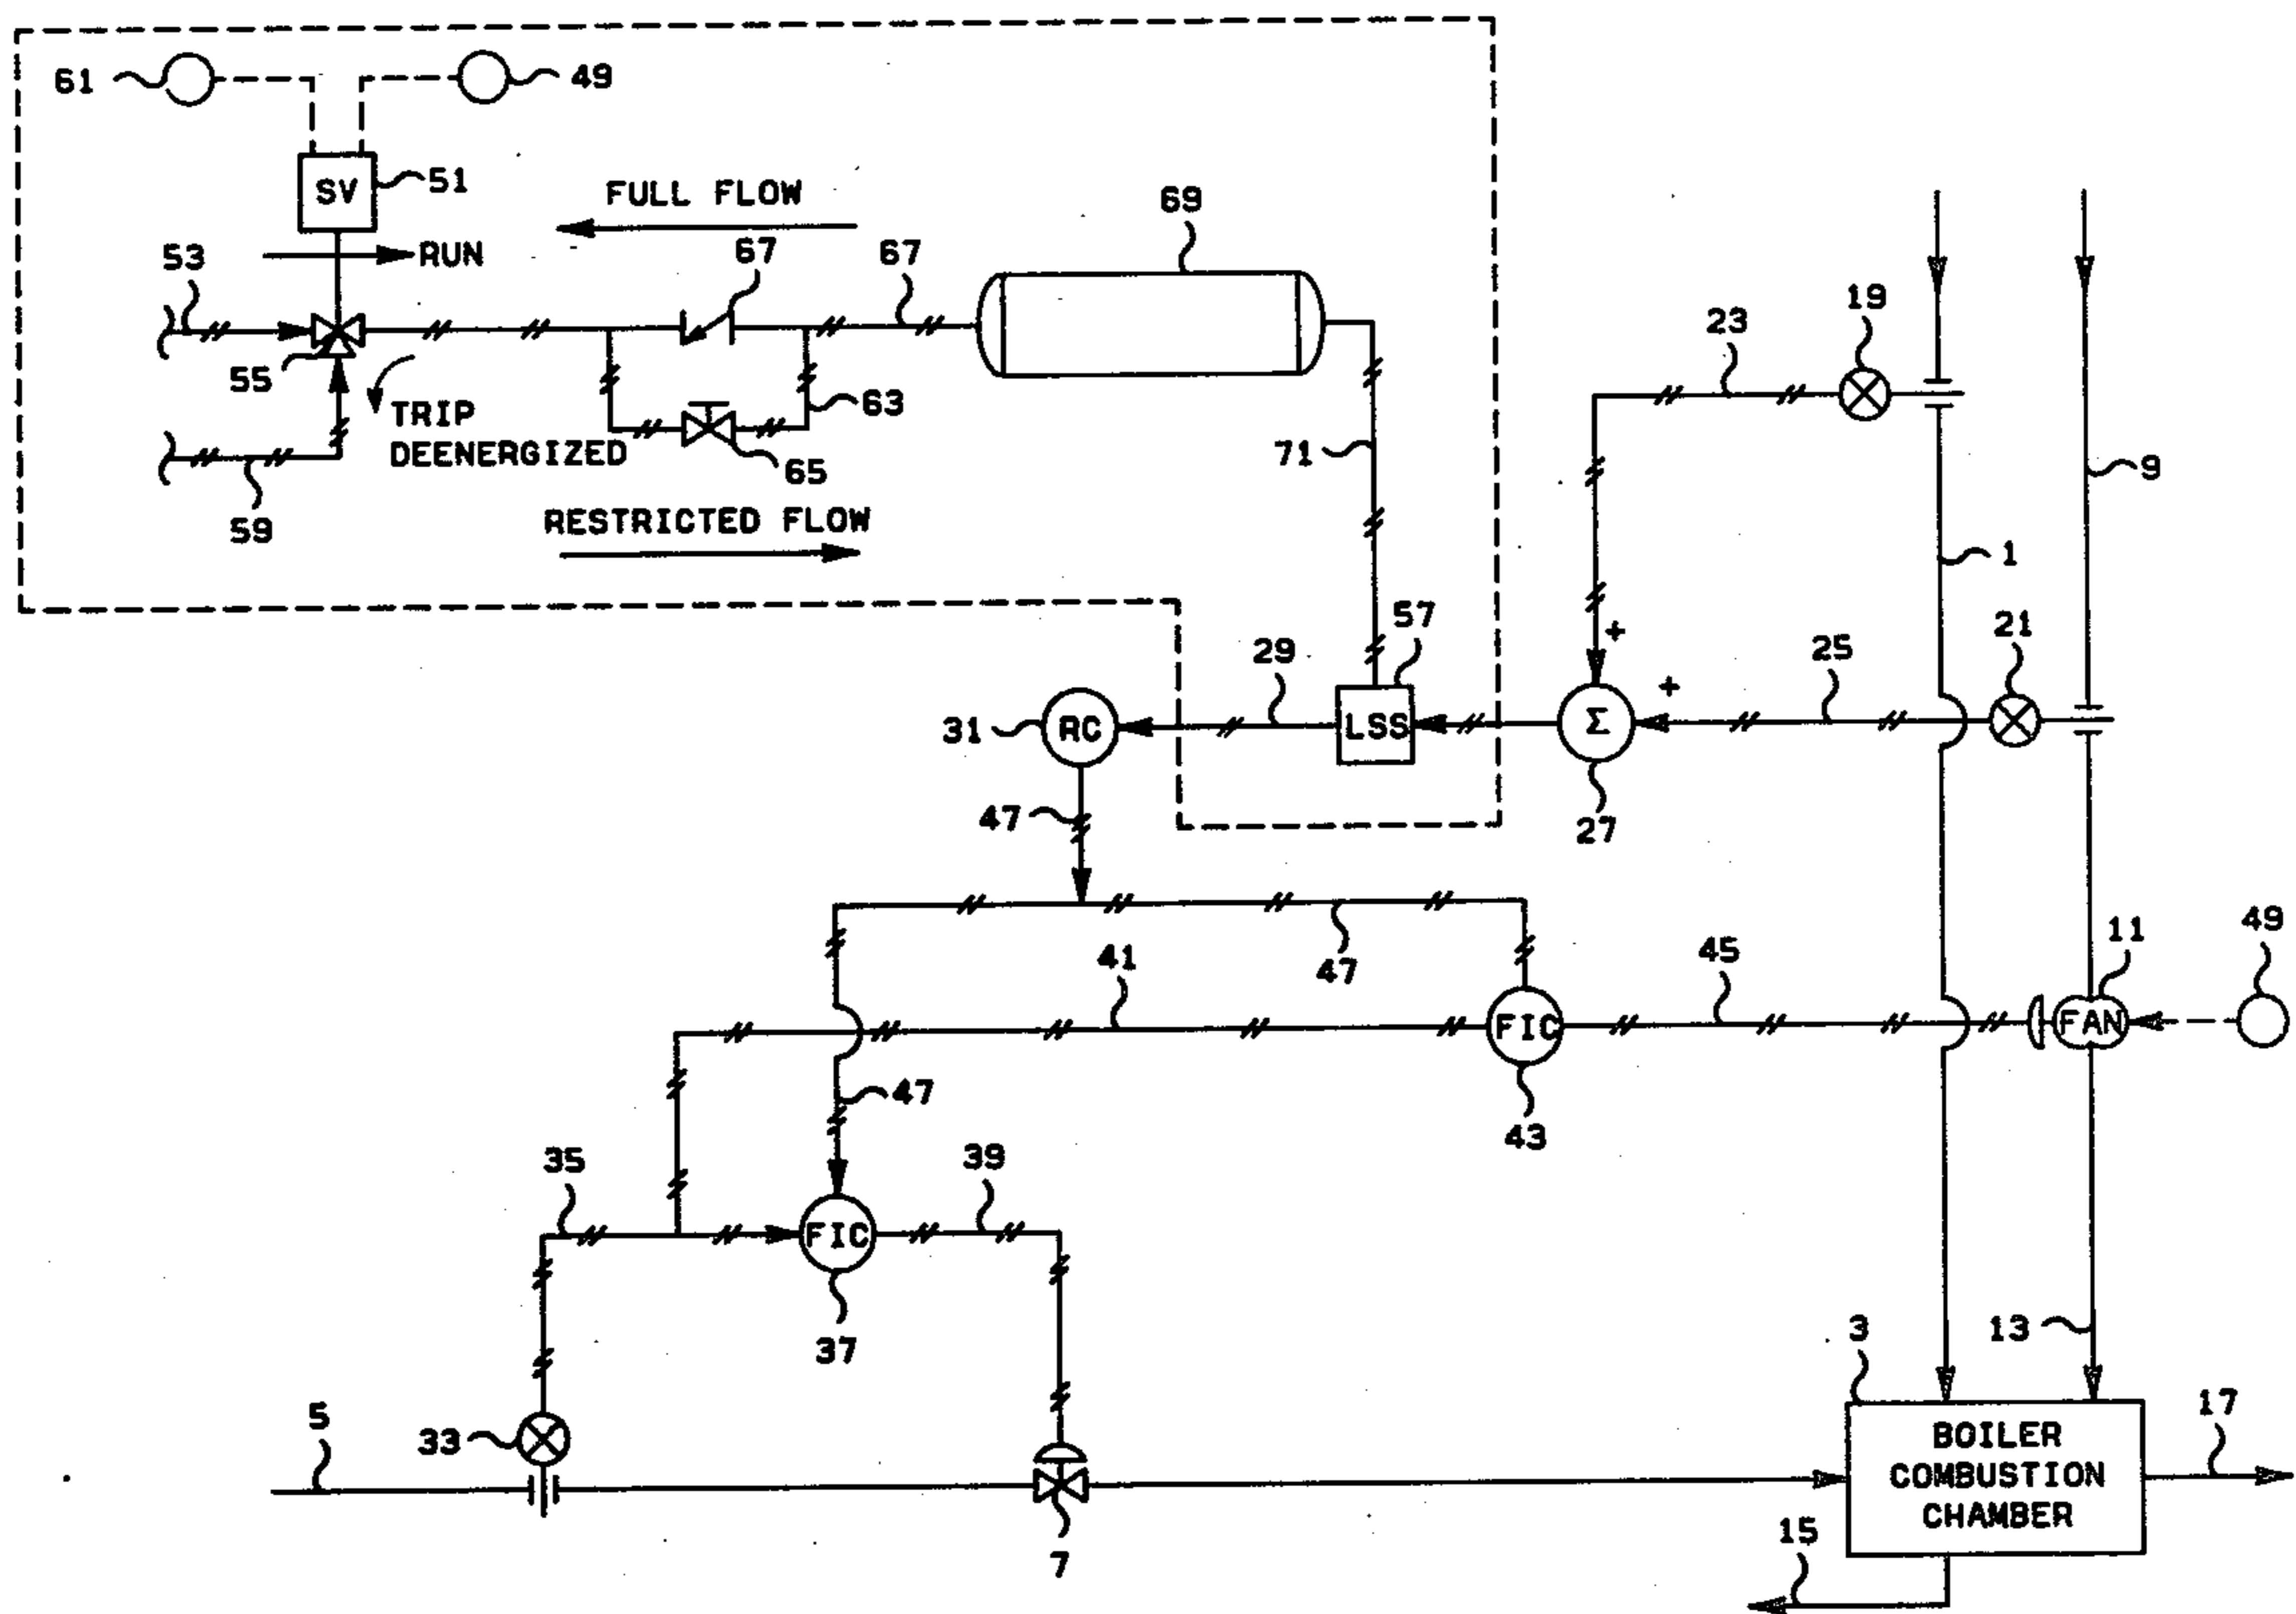 61
49
SV
51
FULL FLOW
69
53
RUN
67
67
19
23
55
TRIP
DEENERGIZED
63
65
71
9
59
RESTRICTED FLOW
1
57
29
+
25
21
+
31
RC
LSS
Σ
47
27
47
41
45
11
49
FIC
FAN
47
43
35
39
FIC
37
3
13
5
33
17
BOILER
COMBUSTION
CHAMBER
7
15